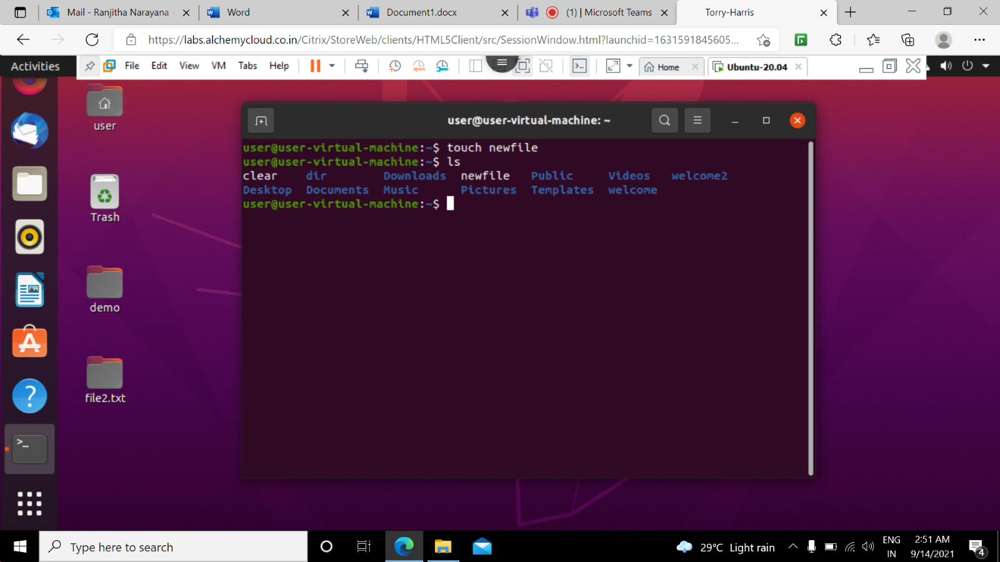 Mail - Ranjitha Narayana - Word Document1.docx (1) | Microsoft Teams Torry-Harris
https://labs.alchemycloud.co.in/Citrix/StoreWeb/clients/HTML5Client/src/SessionWindow.html?launchid=1631591845605...
Activities File Edit View VM Tabs Help Home Ubuntu-20.04
user@user-virtual-machine: ~
user
Trash
demo
file2.txt
user@user-virtual-machine:~$ touch newfile
user@user-virtual-machine:~$ ls
clear dir Downloads newfile Public Videos welcome2
Desktop Documents Music Pictures Templates welcome
user@user-virtual-machine:~$
Type here to search
29°C Light rain
ENG
IN
2:51 AM
9/14/2021
4